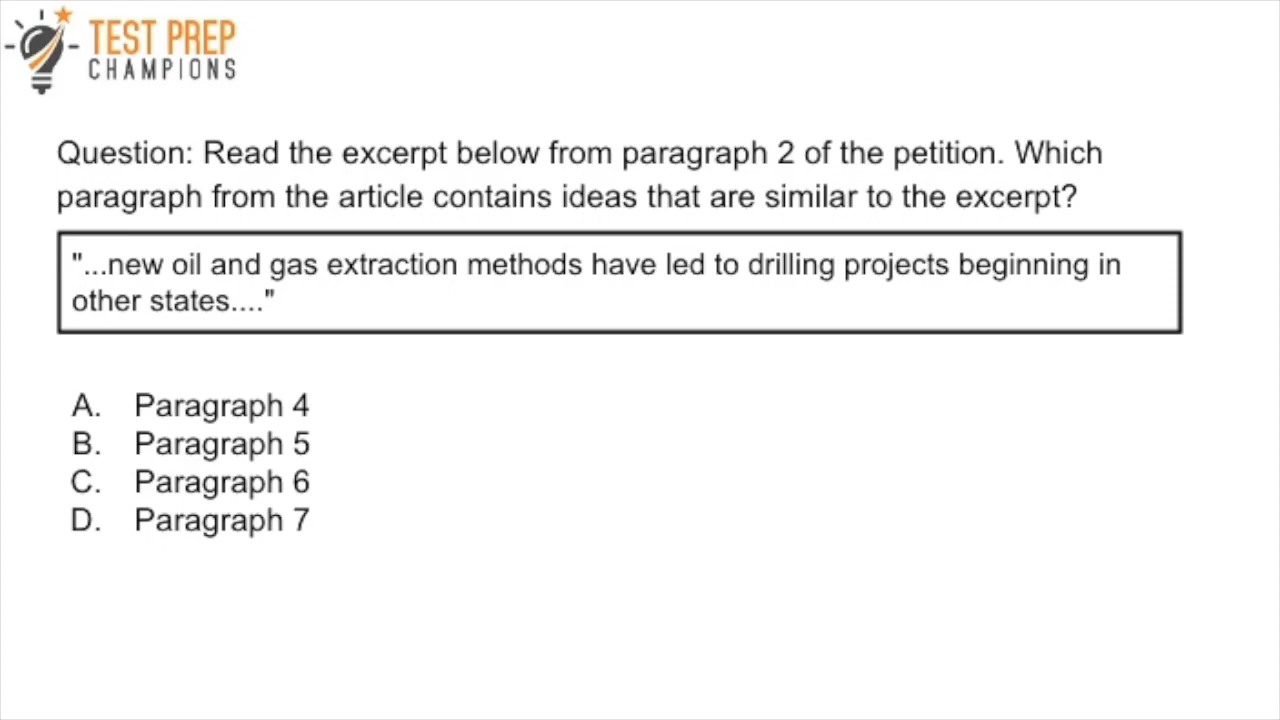 TEST PREP
CHAMPIONS
Question: Read the excerpt below from paragraph 2 of the petition. Which
paragraph from the article contains ideas that are similar to the excerpt?
"...new oil and gas extraction methods have led to drilling projects beginning in
other states...."
A. Paragraph 4
B. Paragraph 5
C. Paragraph 6
D. Paragraph 7